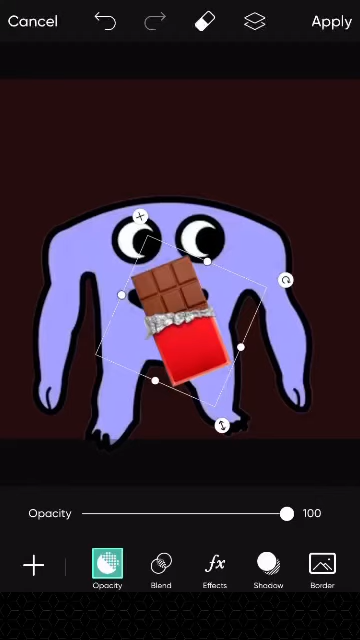 Cancel
Apply
Opacity 100
Opacity
Blend
Effects
Shadow
Border